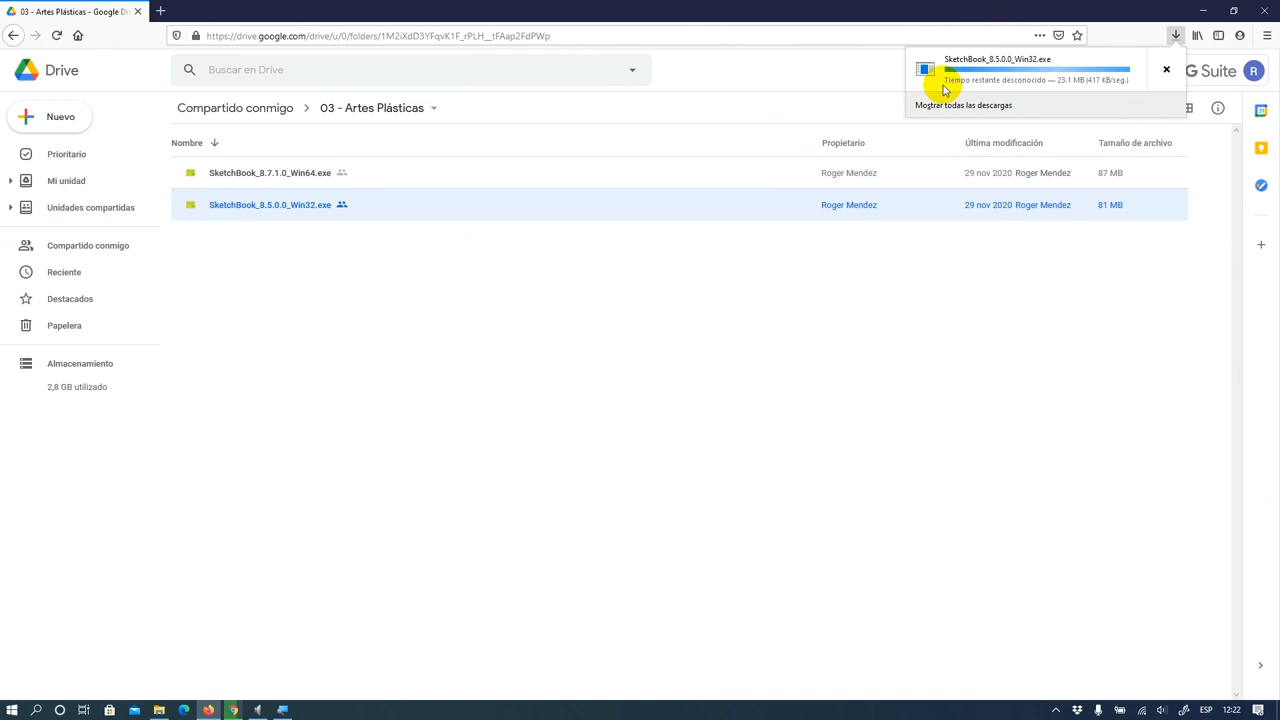 03 - Artes Plásticas - Google Dr
https://drive.google.com/drive/u/0/folders/1M2iXdD3YFqvK1F_rPLH__tFAap2FdPWp
SketchBook_8.5.0.0_Win32.exe
Tiempo restante desconocido — 23.1 MB (417 KB/seg.)
Mostrar todas las descargas
Drive
Buscar en Drive
G Suite
R
Nuevo
Compartido conmigo
03 - Artes Plásticas
Nombre
Propietario
Última modificación
Tamaño de archivo
SketchBook_8.7.1.0_Win64.exe
Roger Mendez
29 nov 2020 Roger Mendez
87 MB
SketchBook_8.5.0.0_Win32.exe
Roger Mendez
29 nov 2020 Roger Mendez
81 MB
Prioritario
Mi unidad
Unidades compartidas
Compartido conmigo
Reciente
Destacados
Papelera
Almacenamiento
2,8 GB utilizado
ESP
12:22